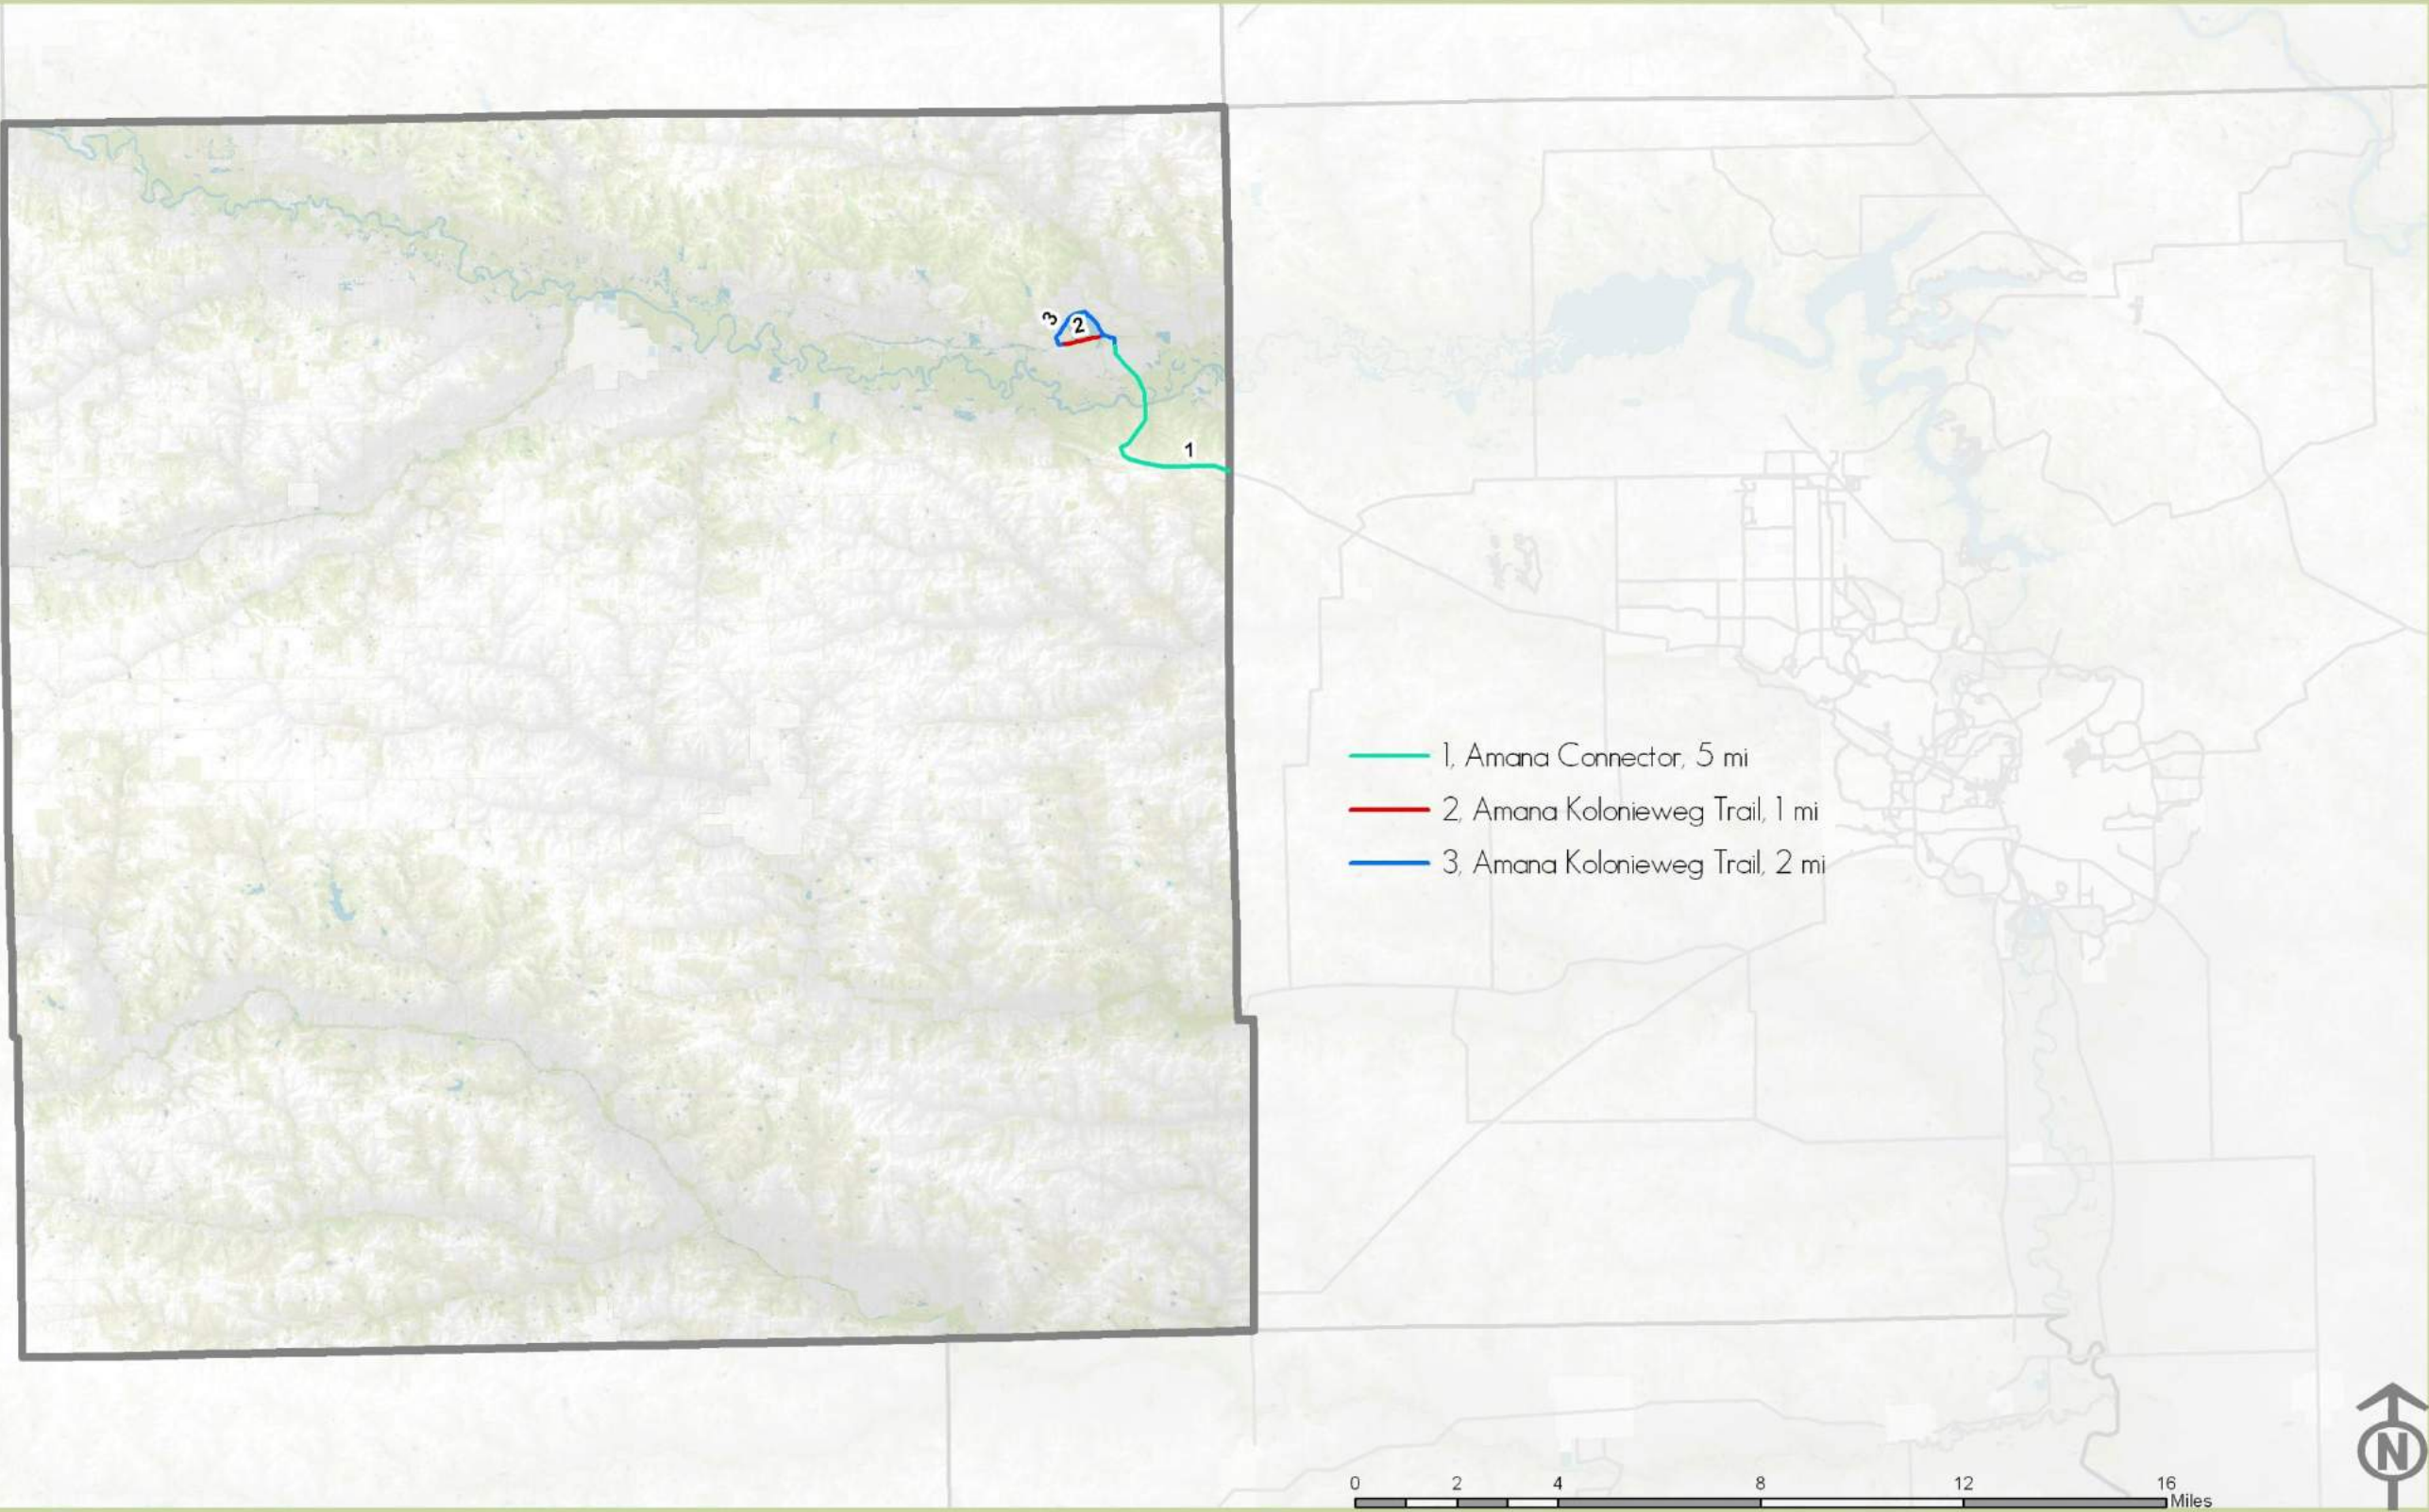 3
2
1
1, Amana Connector, 5 mi
2, Amana Kolonieweg Trail, 1 mi
3, Amana Kolonieweg Trail, 2 mi
N
0 2 4 8 12 16
Miles